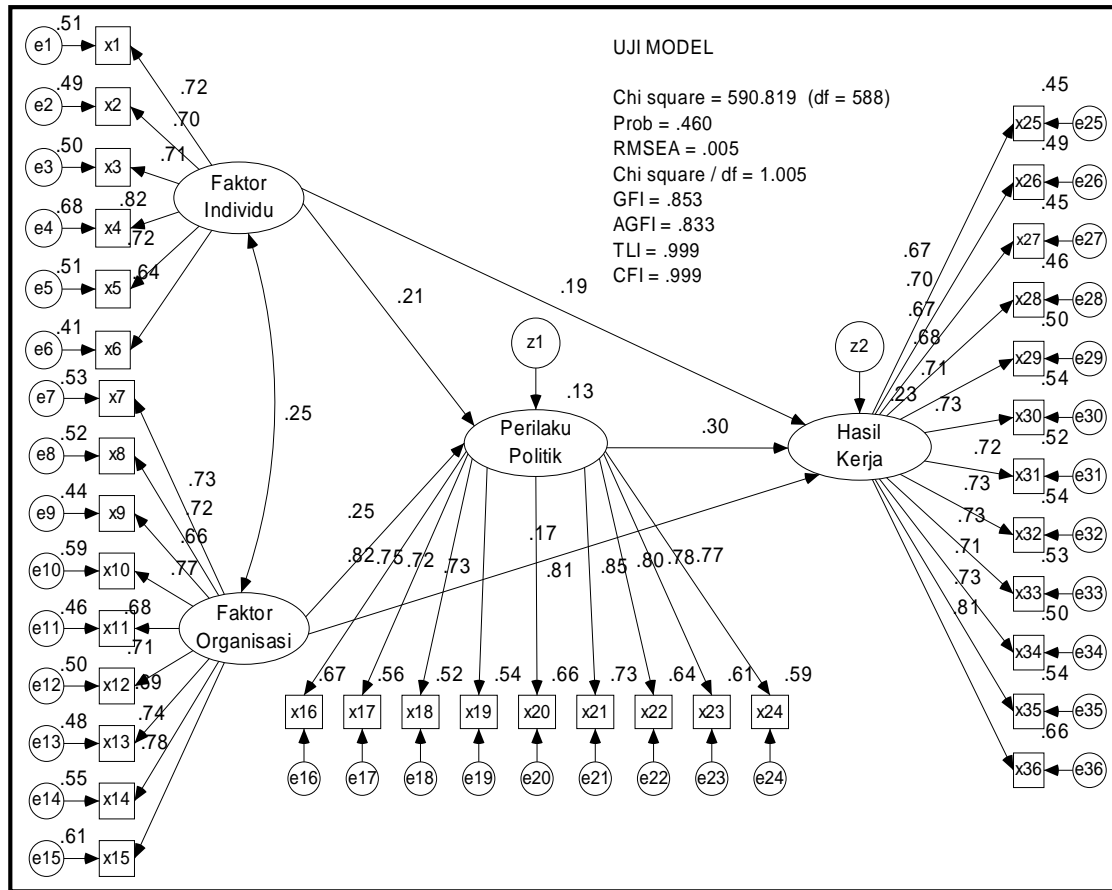 UJI MODEL
Chi square = 590.819 (df = 588)
Prob = .460
RMSEA = .005
Chi square / df = 1.005
GFI = .853
AGFI = .833
TLI = .999
CFI = .999
.51
e1
x1
.72
.49
e2
x2
.70
.50
e3
x3
.71
.68
e4
x4
.82
.51
e5
x5
.72
.41
e6
x6
.64
Faktor
Individu
.25
.53
e7
x7
.73
.52
e8
x8
.72
.44
e9
x9
.66
.59
e10
x10
.77
.46
e11
x11
.68
.50
e12
x12
.71
.48
e13
x13
.69
.55
e14
x14
.74
.61
e15
x15
.78
Faktor
Organisasi
.21
.19
.25
.17
.30
z1
.13
Perilaku
Politik
.82
.75
.72
.73
.81
.85
.80
.78
.77
.67
.56
.52
.54
.66
.73
.64
.61
.59
x16
x17
x18
x19
x20
x21
x22
x23
x24
e16
e17
e18
e19
e20
e21
e22
e23
e24
z2
.23
Hasil
Kerja
.67
.70
.67
.68
.71
.73
.72
.73
.73
.71
.73
.81
.45
x25
e25
.49
x26
e26
.45
x27
e27
.46
x28
e28
.50
x29
e29
.54
x30
e30
.52
x31
e31
.54
x32
e32
.53
x33
e33
.50
x34
e34
.54
x35
e35
.66
x36
e36